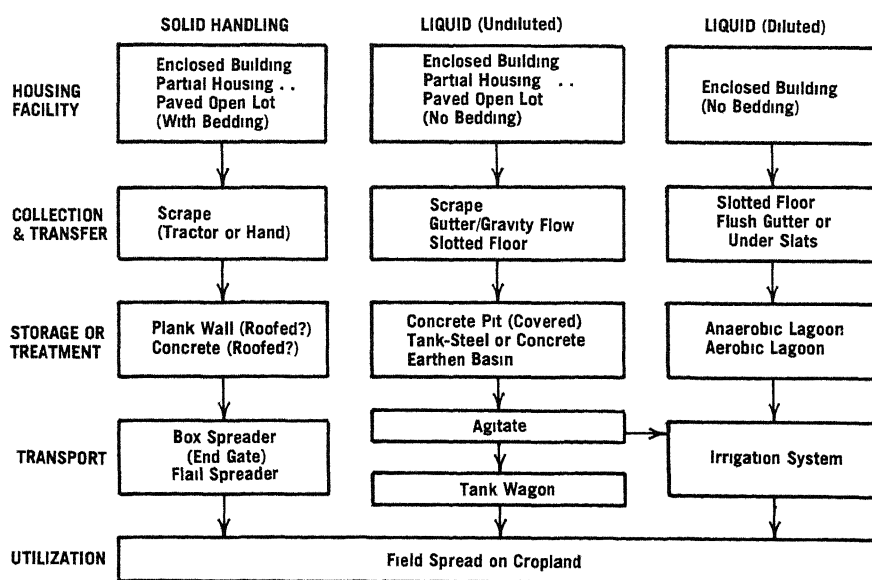 SOLID HANDLING
LIQUID (Undiluted)
LIQUID (Diluted)
HOUSING
FACILITY
Enclosed Building
Partial Housing . .
Paved Open Lot
(With Bedding)
Enclosed Building
Partial Housing . .
Paved Open Lot
(No Bedding)
Enclosed Building
(No Bedding)
COLLECTION
& TRANSFER
Scrape
(Tractor or Hand)
Scrape
Gutter/Gravity Flow
Slotted Floor
Slotted Floor
Flush Gutter or
Under Slats
STORAGE OR
TREATMENT
Plank Wall (Roofed?)
Concrete (Roofed?)
Concrete Pit (Covered)
Tank-Steel or Concrete
Earthen Basin
Anaerobic Lagoon
Aerobic Lagoon
TRANSPORT
Box Spreader
(End Gate)
Flail Spreader
Agitate
Tank Wagon
Irrigation System
UTILIZATION
Field Spread on Cropland